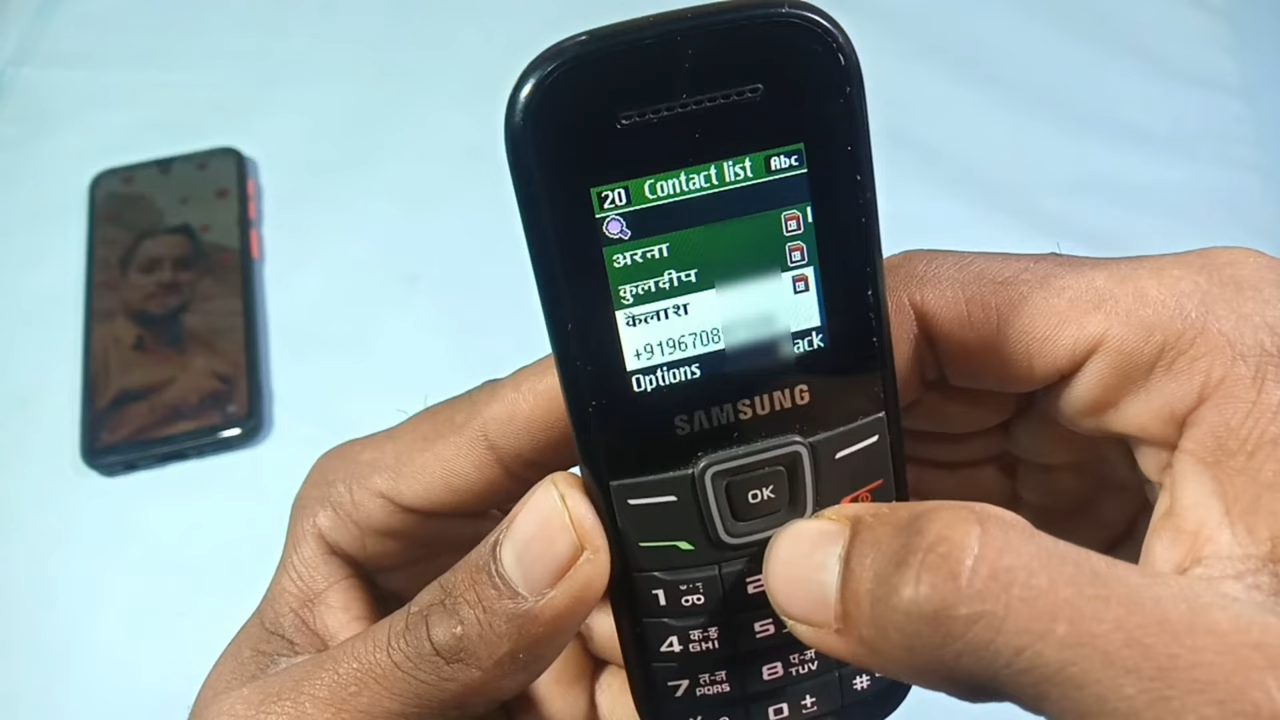 20 Contact list Abc
अरना
कुलदीप
कैलाश
+9196708
Options ack
SAMSUNG
OK
1
2
4 क-ङ GHI
5
7 त-न PQRS
8 प-म TUV
0 ±
#